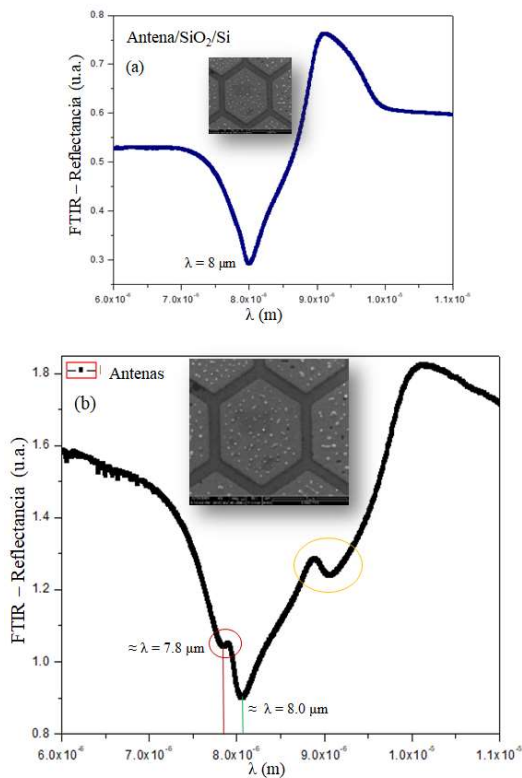 Antena/SiO₂/Si
(a)
FTIR – Reflectancia (u.a.)
0.8
0.7
0.6
0.5
0.4
0.3
λ = 8 µm
6.0x10⁻⁶ 7.0x10⁻⁶ 8.0x10⁻⁶ 9.0x10⁻⁶ 1.0x10⁻⁵ 1.1x10⁻⁵
λ (m)
Antenas
(b)
FTIR – Reflectancia (u.a.)
1.8
1.6
1.4
1.2
1.0
0.8
≈ λ = 7.8 µm
≈ λ = 8.0 µm
6.0x10⁻⁶ 7.0x10⁻⁶ 8.0x10⁻⁶ 9.0x10⁻⁶ 1.0x10⁻⁵ 1.1x10⁻⁵
λ (m)